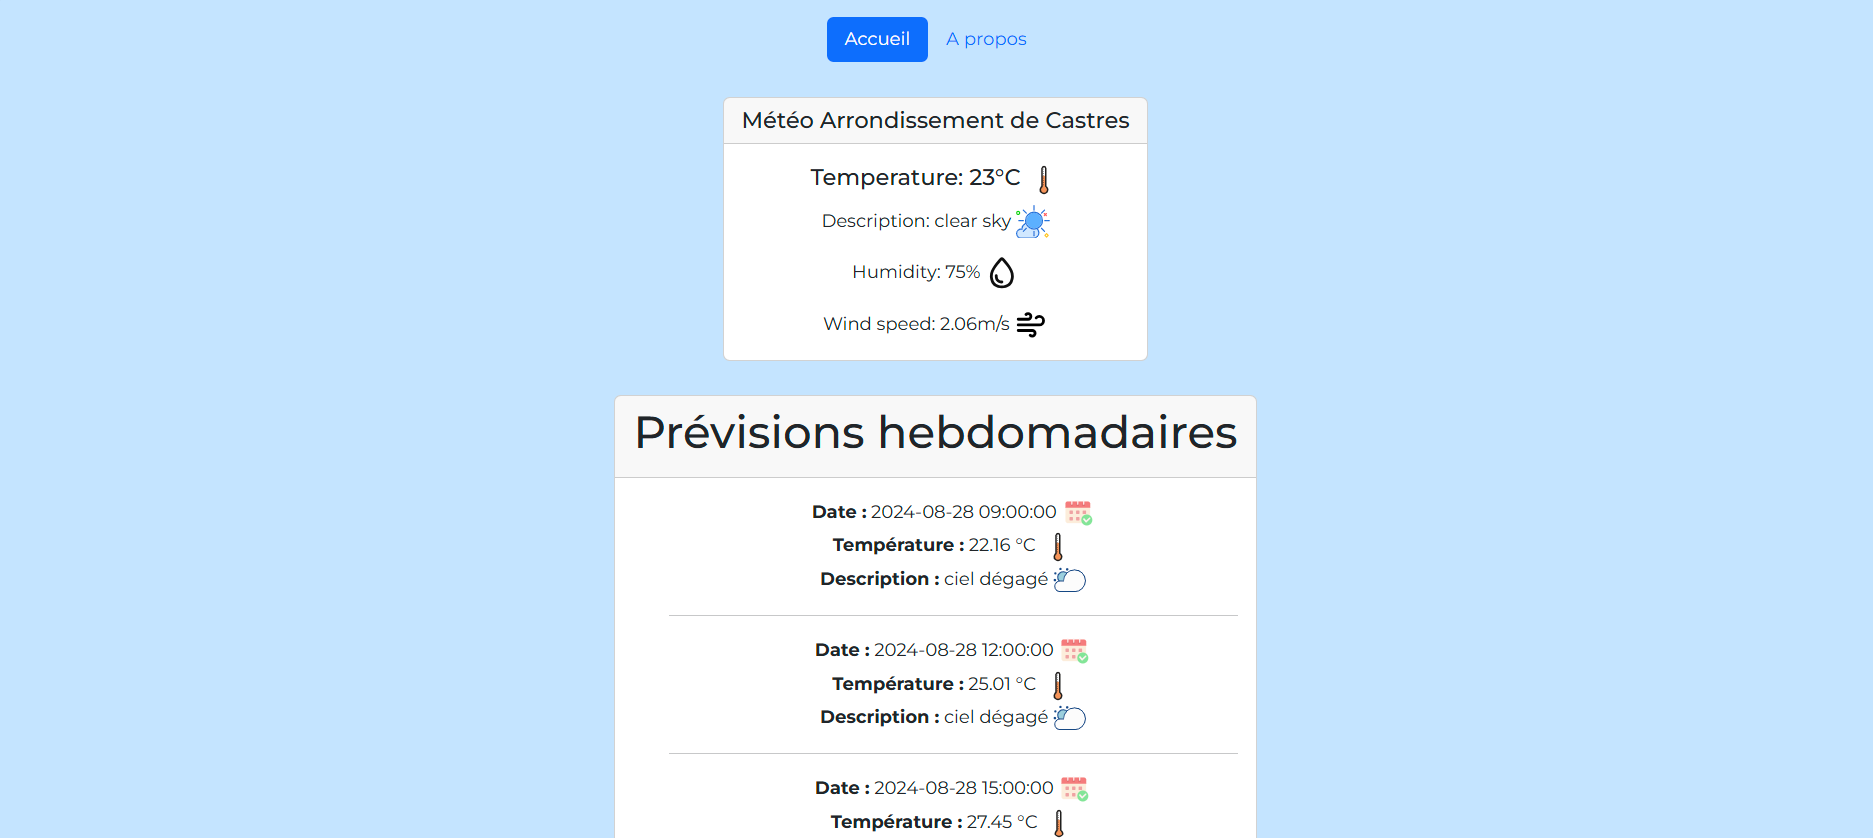 Accueil A propos
Météo Arrondissement de Castres
Temperature: 23°C
Description: clear sky
Humidity: 75%
Wind speed: 2.06m/s
Prévisions hebdomadaires
Date : 2024-08-28 09:00:00
Température : 22.16 °C
Description : ciel dégagé
Date : 2024-08-28 12:00:00
Température : 25.01 °C
Description : ciel dégagé
Date : 2024-08-28 15:00:00
Température : 27.45 °C